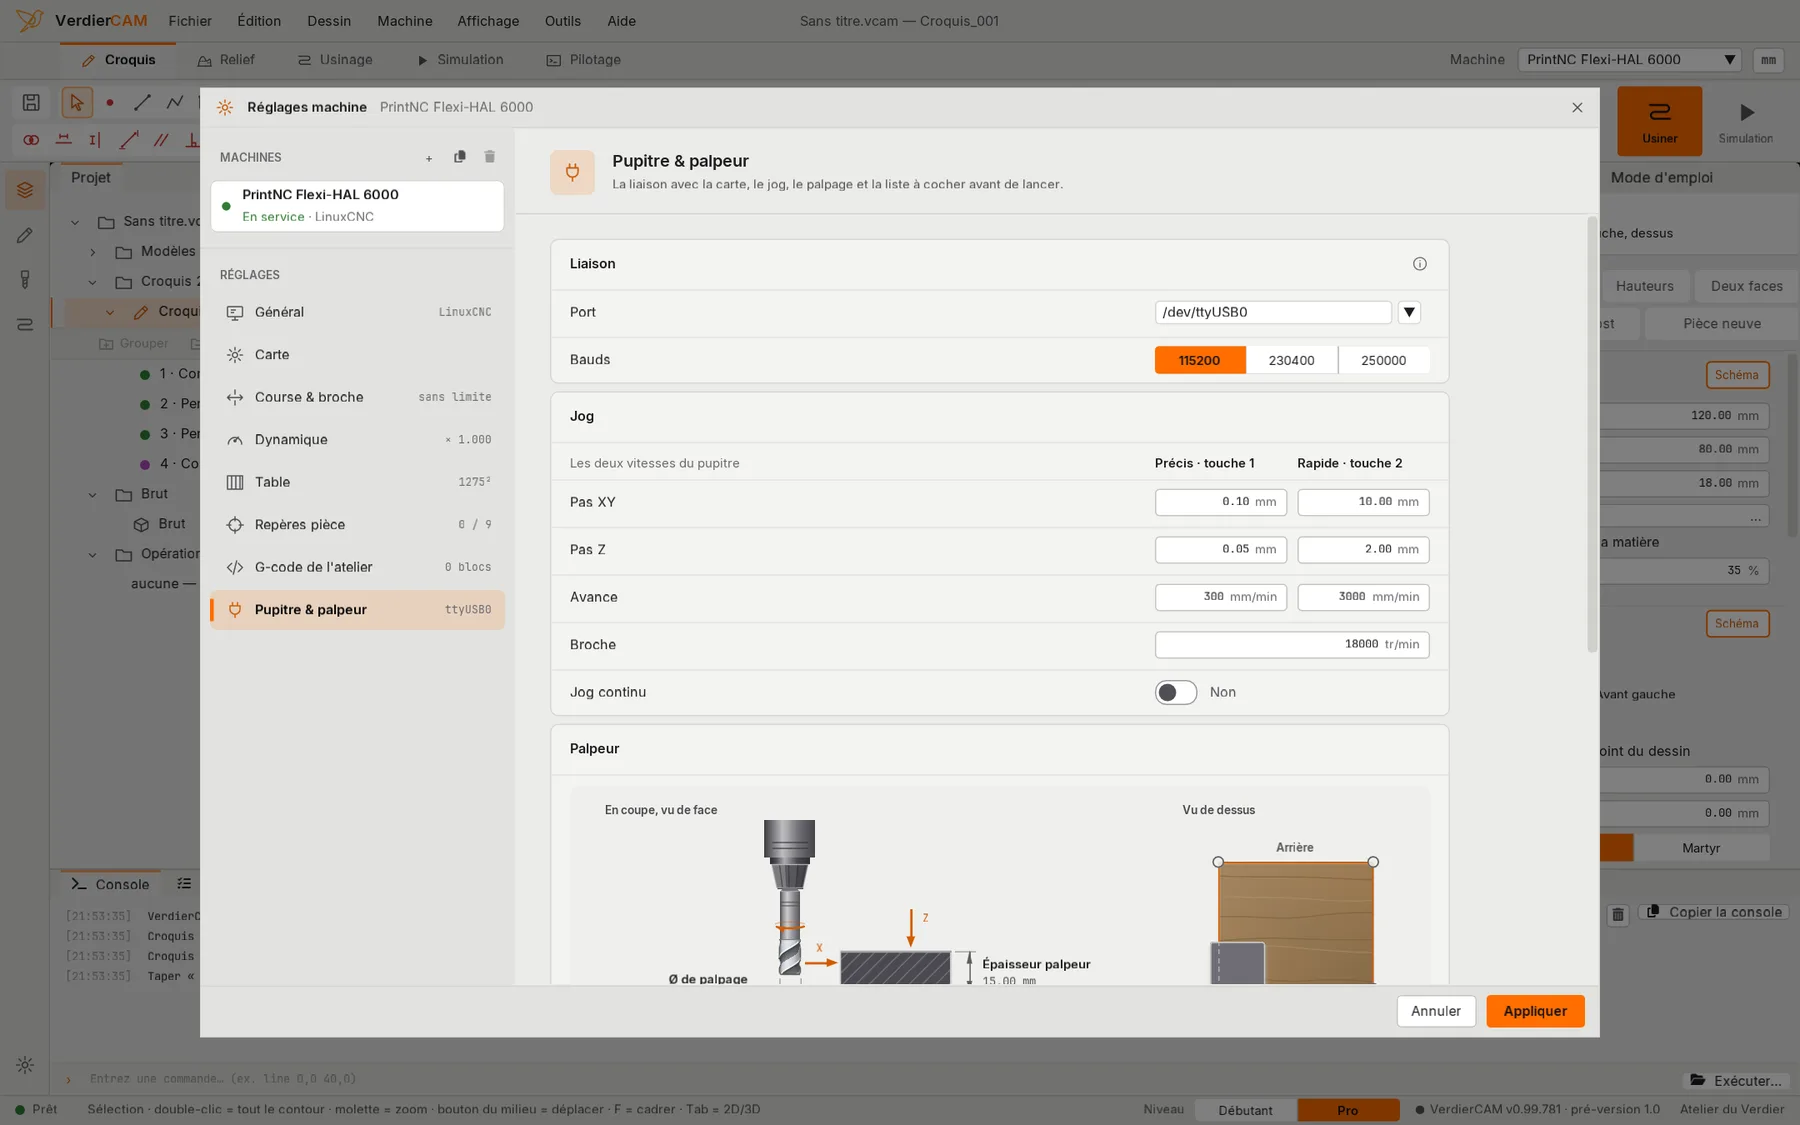 VerdierCAM Fichier Édition Dessin Machine Affichage Outils Aide Sans titre.vcam — Croquis_001
Croquis Relief Usinage Simulation Pilotage Machine PrintNC Flexi-HAL 6000 mm
Réglages machine PrintNC Flexi-HAL 6000
Usiner Simulation
MACHINES +
PrintNC Flexi-HAL 6000
En service · LinuxCNC
RÉGLAGES
Général LinuxCNC
Carte
Course & broche sans limite
Dynamique × 1.000
Table 1275²
Repères pièce 0 / 9
G-code de l'atelier 0 blocs
Pupitre & palpeur ttyUSB0
Pupitre & palpeur
La liaison avec la carte, le jog, le palpage et la liste à cocher avant de lancer.
Liaison
Port /dev/ttyUSB0
Bauds 115200 230400 250000
Jog
Les deux vitesses du pupitre Précis · touche 1 Rapide · touche 2
Pas XY 0.10 mm 10.00 mm
Pas Z 0.05 mm 2.00 mm
Avance 300 mm/min 3000 mm/min
Broche 18000 tr/min
Jog continu Non
Palpeur
En coupe, vu de face Vu de dessus
Arrière
Z
X
Épaisseur palpeur
15.00 mm
Ø de palpage
Annuler Appliquer
Projet
Sans titre.vc
Modèles
Croquis 2
Croqui
Grouper
1 · Con
2 · Per
3 · Per
4 · Co
Brut
Brut
Opération
aucune —
Mode d'emploi
che, dessus
Hauteurs Deux faces
st Pièce neuve
Schéma
120.00 mm
80.00 mm
18.00 mm
...
a matière
35 %
Schéma
Avant gauche
oint du dessin
0.00 mm
0.00 mm
Martyr
Console
Copier la console
[21:53:35] VerdierC
[21:53:35] Croquis
[21:53:35] Croquis
[21:53:35] Taper «
› Entrez une commande… (ex. line 0,0 40,0) Exécuter...
Prêt Sélection · double-clic = tout le contour · molette = zoom · bouton du milieu = déplacer · F = cadrer · Tab = 2D/3D Niveau Débutant Pro VerdierCAM v0.99.781 · pré-version 1.0 Atelier du Verdier